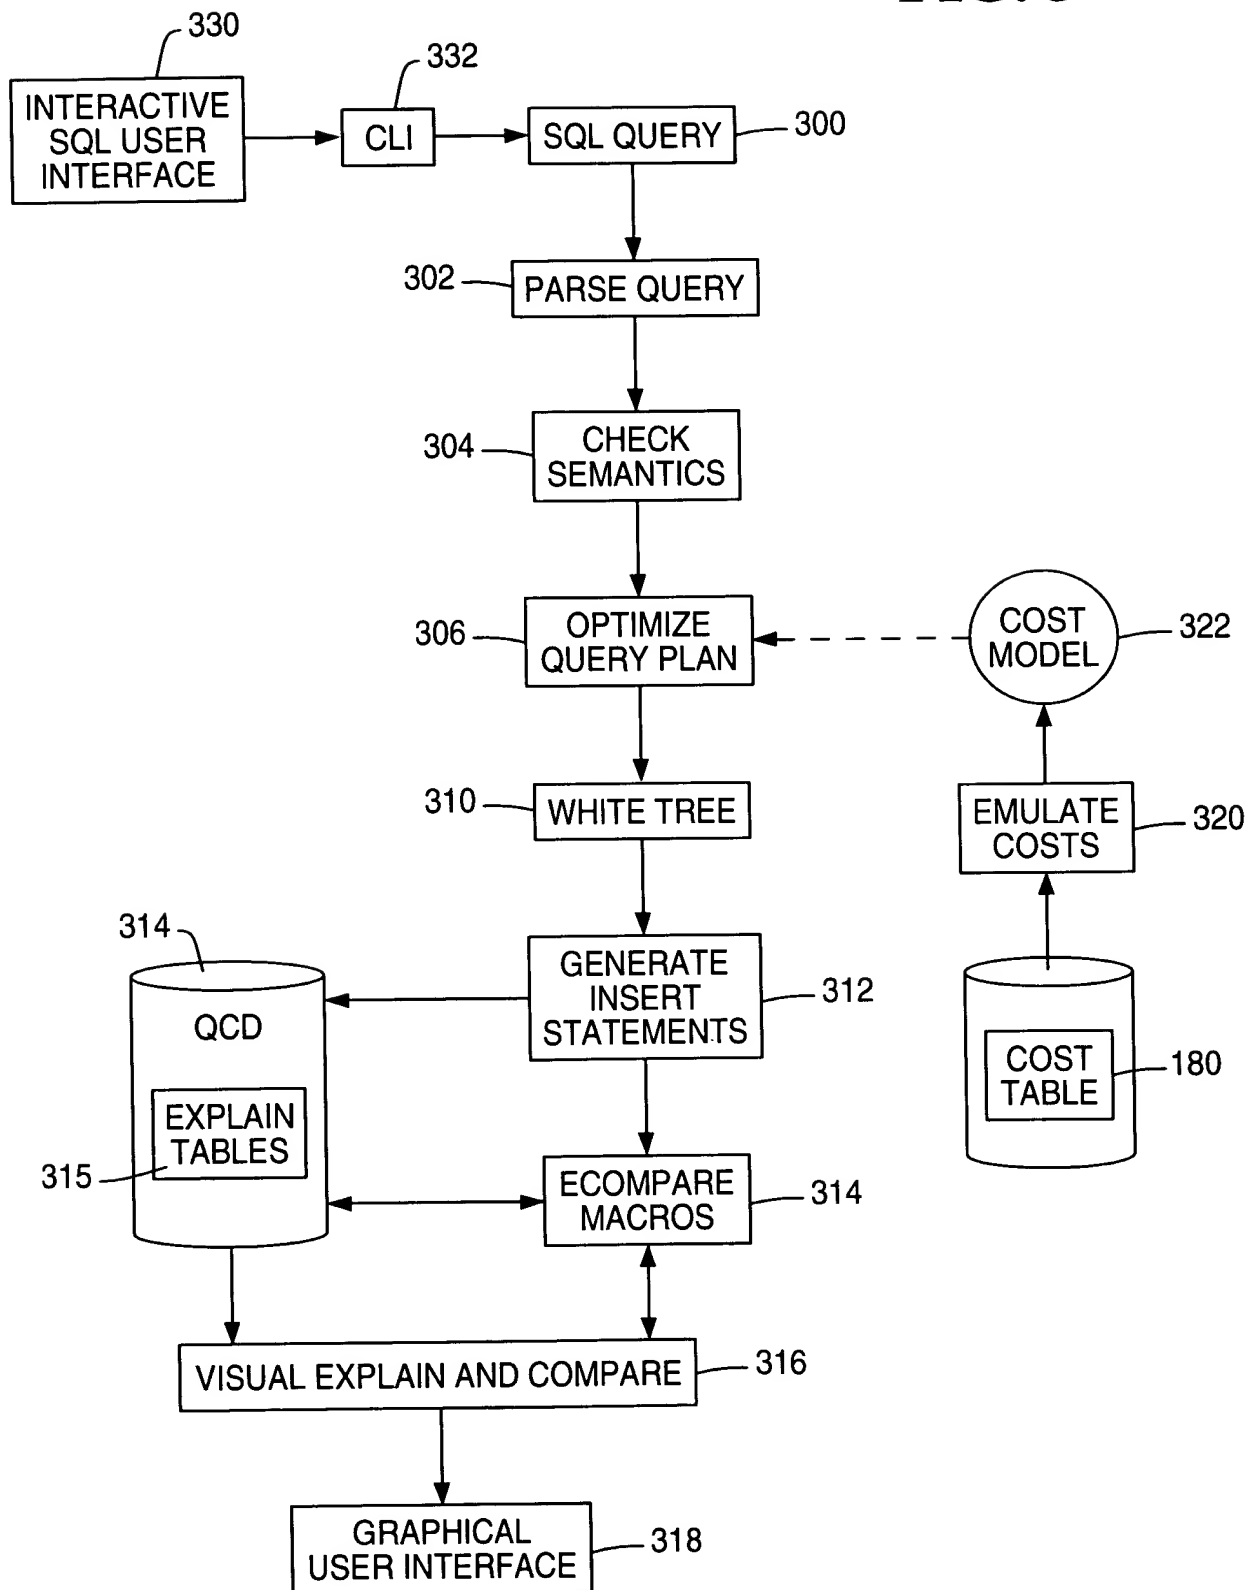 330
INTERACTIVE
SQL USER
INTERFACE
332
CLI
SQL QUERY
300
302
PARSE QUERY
304
CHECK
SEMANTICS
306
OPTIMIZE
QUERY PLAN
COST
MODEL
322
310
WHITE TREE
EMULATE
COSTS
320
314
QCD
GENERATE
INSERT
STATEMENTS
312
COST
TABLE
180
EXPLAIN
TABLES
315
ECOMPARE
MACROS
314
VISUAL EXPLAIN AND COMPARE
316
GRAPHICAL
USER INTERFACE
318